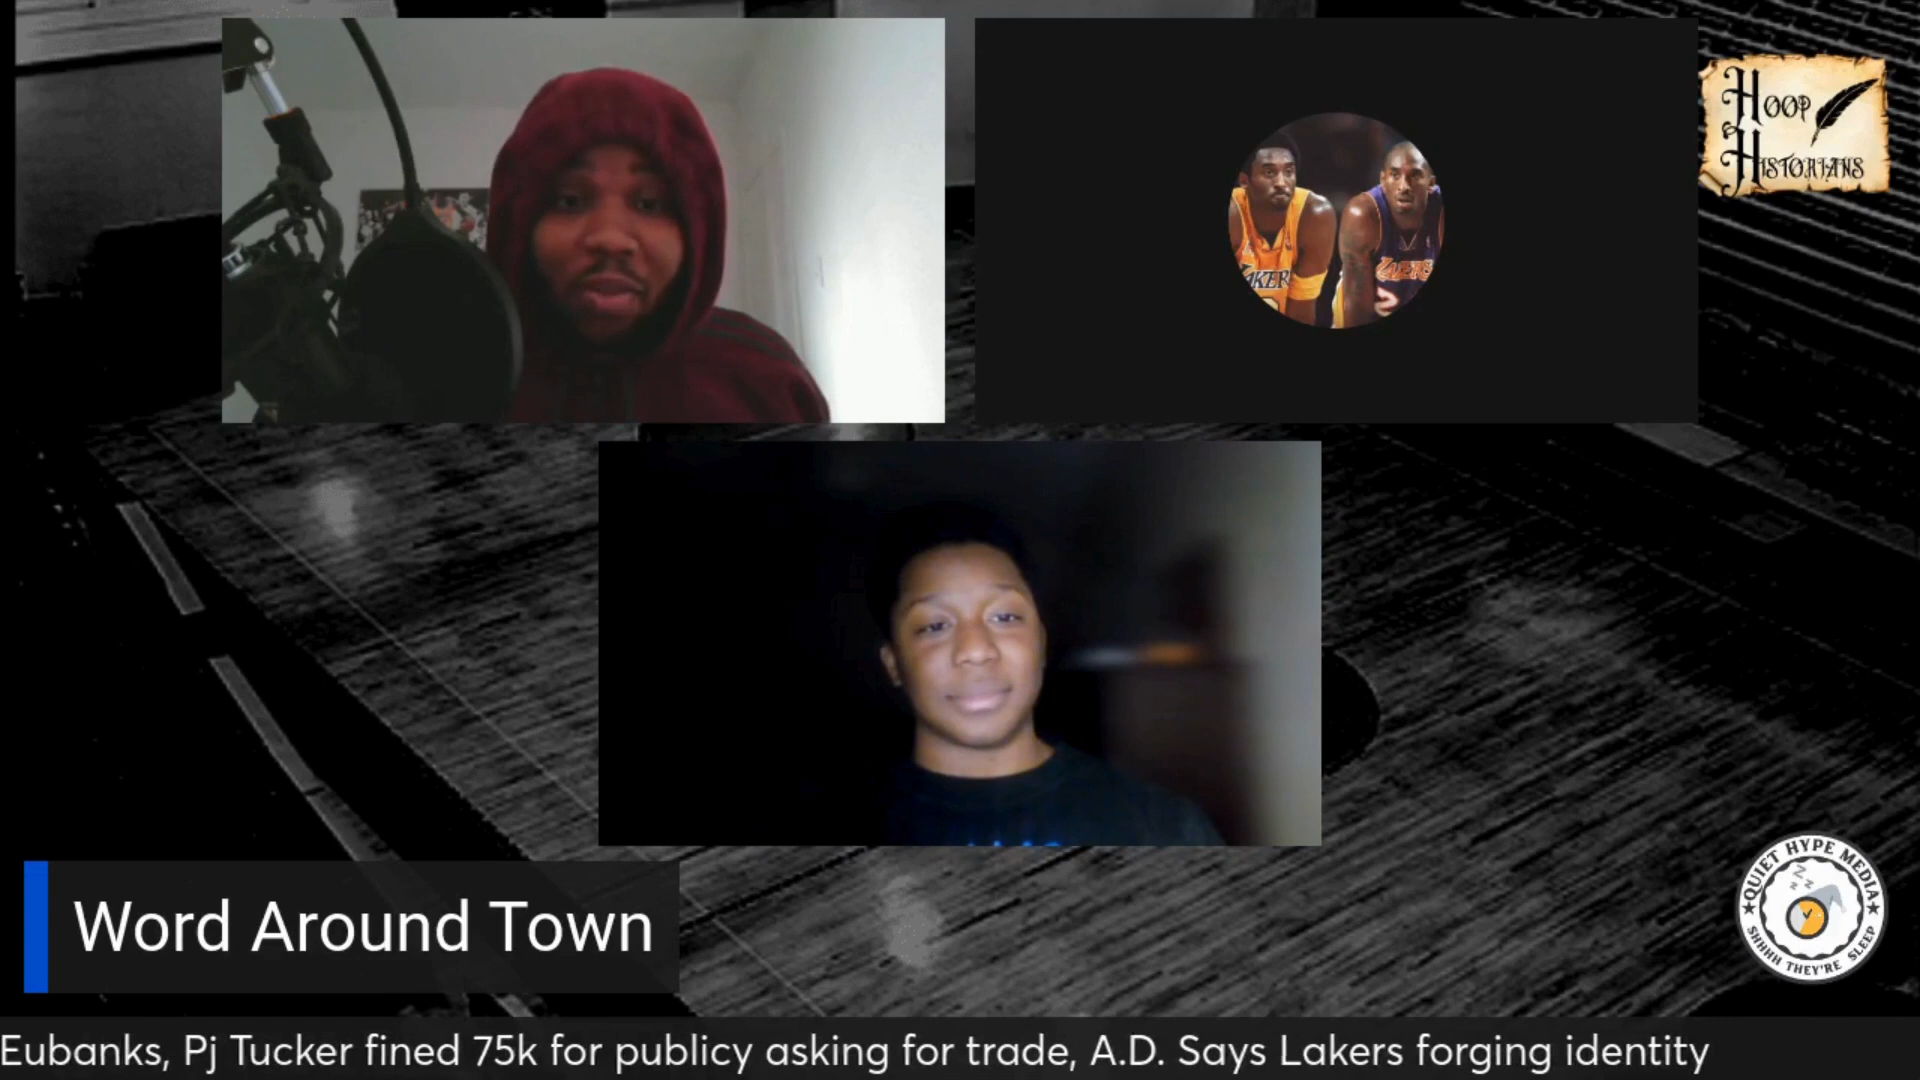 HOOP
HISTORIANS
LAKERS
Word Around Town
QUIET HYPE MEDIA
SHHHH THEY'RE SLEEP
Eubanks, Pj Tucker fined 75k for publicy asking for trade, A.D. Says Lakers forging identity